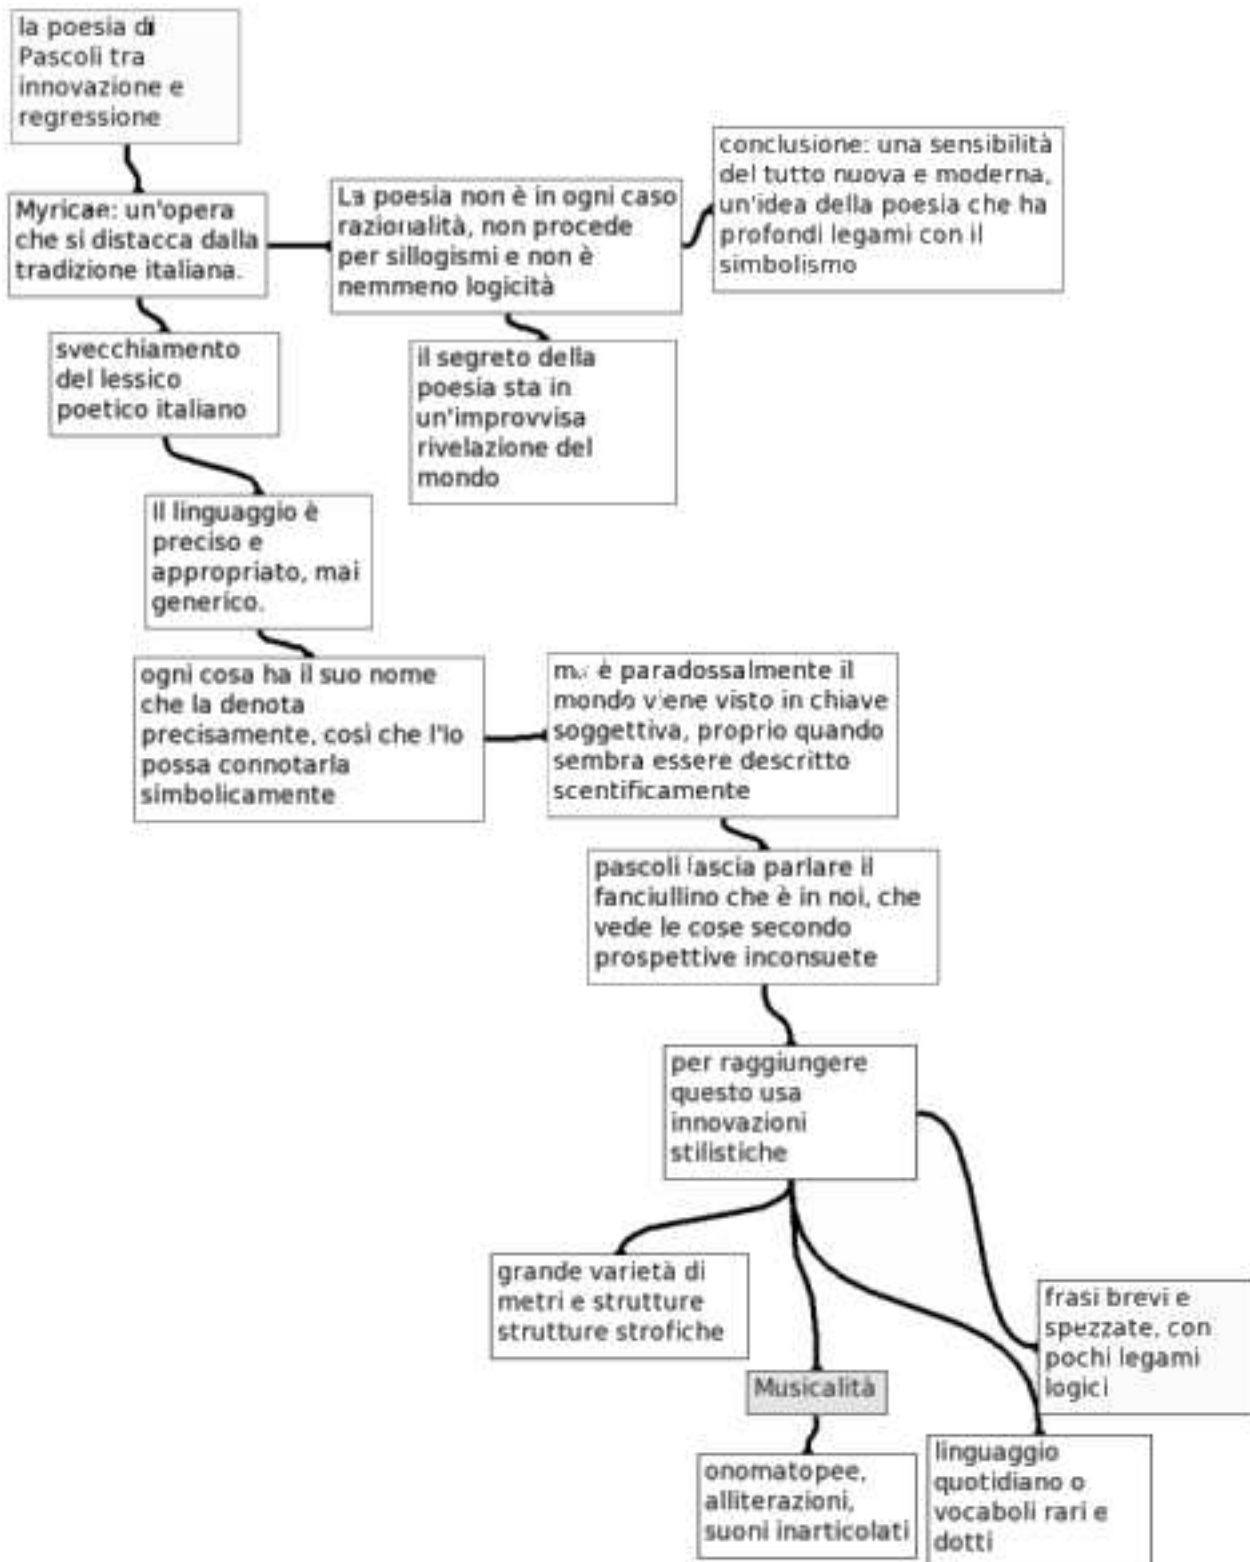 la poesia di
Pascoli tra
innovazione e
regressione
Myricae: un'opera
che si distacca dalla
tradizione italiana.
La poesia non è in ogni caso
razionalità, non procede
per sillogismi e non è
nemmeno logicità
conclusione: una sensibilità
del tutto nuova e moderna,
un'idea della poesia che ha
profondi legami con il
simbolismo
svecchiamento
del lessico
poetico italiano
il segreto della
poesia sta in
un'improvvisa
rivelazione del
mondo
Il linguaggio è
preciso e
appropriato, mai
generico.
ogni cosa ha il suo nome
che la denota
precisamente, così che l'io
possa connotarla
simbolicamente
è paradossalmente il
mondo viene visto in chiave
soggettiva, proprio quando
sembra essere descritto
scentificamente
pascoli lascia parlare il
fanciullino che è in noi, che
vede le cose secondo
prospettive inconsuete
per raggiungere
questo usa
innovazioni
stilistiche
grande varietà di
metri e strutture
strutture strofiche
Musicalità
onomatopee,
alliterazioni,
suoni inarticolati
frasi brevi e
spezzate, con
pochi legami
logici
linguaggio
quotidiano o
vocaboli rari e
dotti